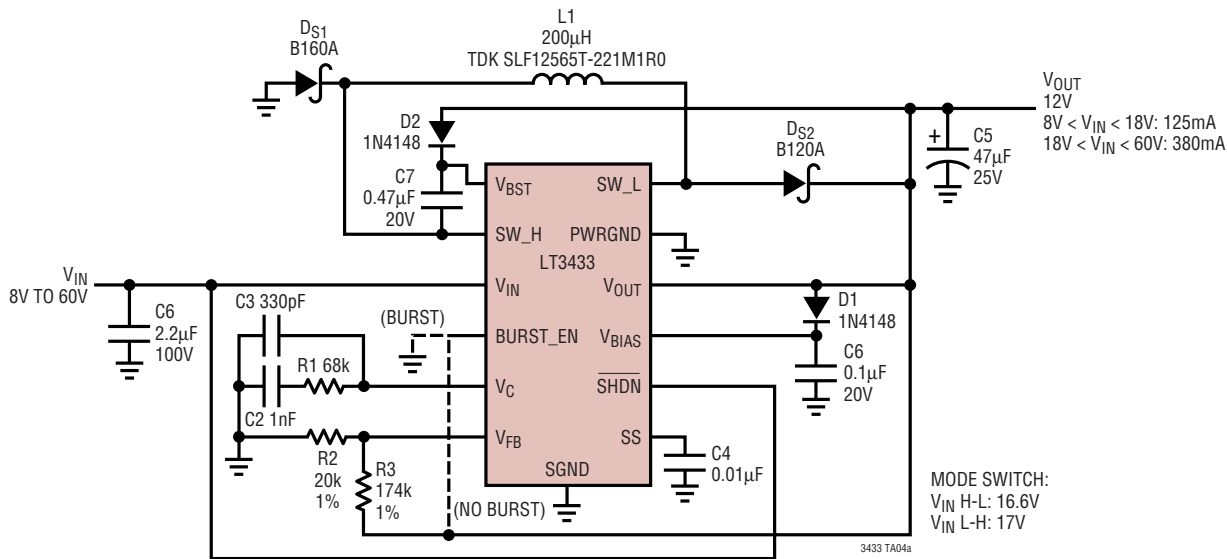 DS1
B160A
L1
200µH
TDK SLF12565T-221M1R0
VOUT
12V
8V < VIN < 18V: 125mA
18V < VIN < 60V: 380mA
D2
1N4148
DS2
B120A
+
C5
47µF
25V
C7
0.47µF
20V
VBST
SW_L
SW_H
PWRGND
LT3433
VIN
8V TO 60V
VIN
VOUT
C6
2.2µF
100V
C3 330pF
(BURST)
BURST_EN
VBIAS
D1
1N4148
R1 68k
C6
0.1µF
20V
VC
SHDN
C2 1nF
VFB
SS
R2
20k
1%
R3
174k
1%
SGND
C4
0.01µF
(NO BURST)
MODE SWITCH:
VIN H-L: 16.6V
VIN L-H: 17V
3433 TA04a